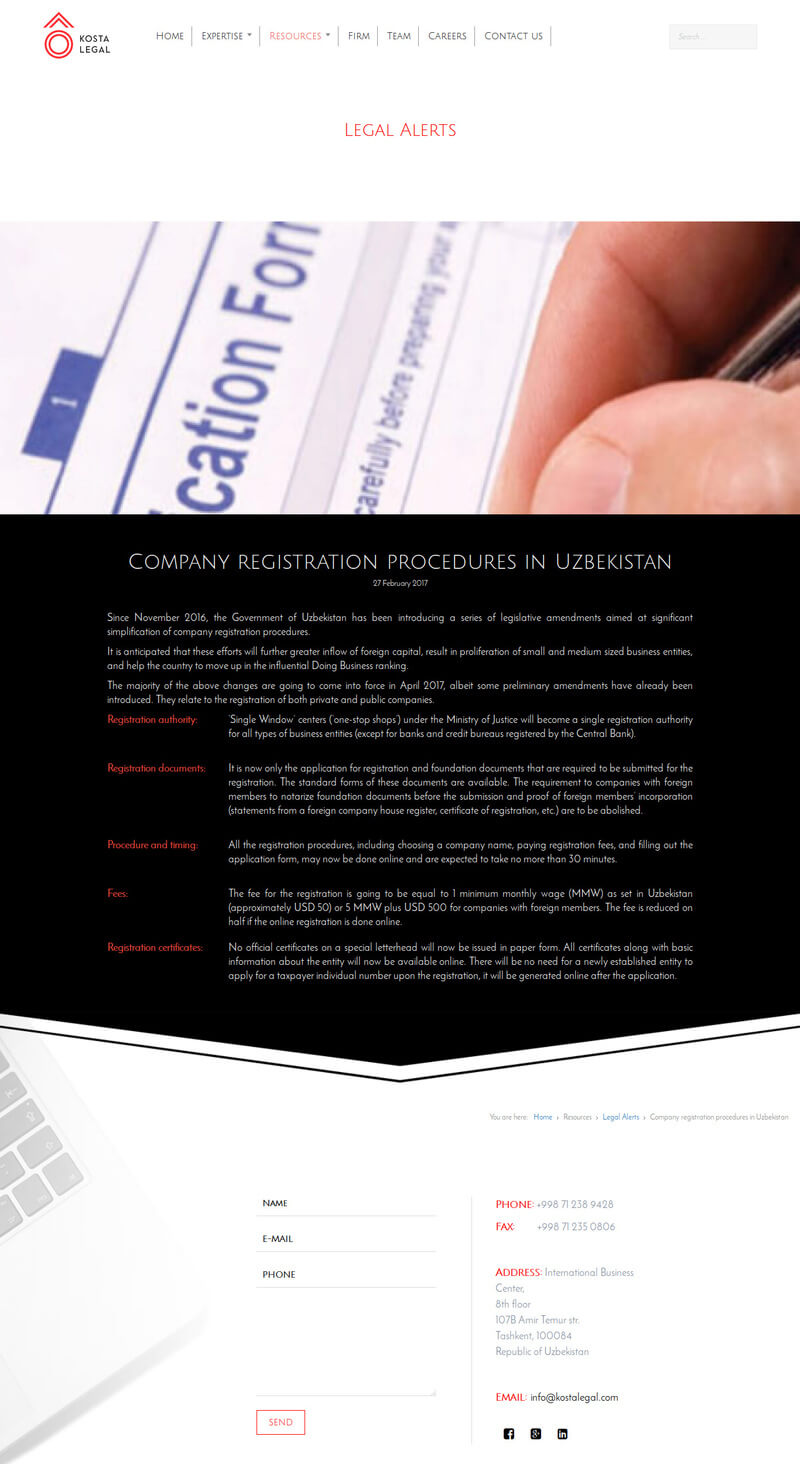 KOSTA
LEGAL
Home
Expertise
Resources
Firm
Team
Careers
Contact us
Search...
Legal Alerts
1
cation Form
carefully before preparing your a
Company registration procedures in Uzbekistan
27 February 2017
Since November 2016, the Government of Uzbekistan has been introducing a series of legislative amendments aimed at significant
simplification of company registration procedures.
It is anticipated that these efforts will further greater inflow of foreign capital, result in proliferation of small and medium sized business entities,
and help the country to move up in the influential Doing Business ranking.
The majority of the above changes are going to come into force in April 2017, albeit some preliminary amendments have already been
introduced. They relate to the registration of both private and public companies.
Registration authority: 'Single Window' centers ('one-stop shops') under the Ministry of Justice will become a single registration authority
for all types of business entities (except for banks and credit bureaus registered by the Central Bank).
Registration documents: It is now only the application for registration and foundation documents that are required to be submitted for the
registration. The standard forms of these documents are available. The requirement to companies with foreign
members to notarize foundation documents before the submission and proof of foreign members' incorporation
(statements from a foreign company house register, certificate of registration, etc.) are to be abolished.
Procedure and timing: All the registration procedures, including choosing a company name, paying registration fees, and filling out the
application form, may now be done online and are expected to take no more than 30 minutes.
Fees: The fee for the registration is going to be equal to 1 minimum monthly wage (MMW) as set in Uzbekistan
(approximately USD 50) or 5 MMW plus USD 500 for companies with foreign members. The fee is reduced on
half if the online registration is done online.
Registration certificates: No official certificates on a special letterhead will now be issued in paper form. All certificates along with basic
information about the entity will now be available online. There will be no need for a newly established entity to
apply for a taxpayer individual number upon the registration, it will be generated online after the application.
You are here: Home › Resources › Legal Alerts › Company registration procedures in Uzbekistan
Name
E-mail
Phone
SEND
Phone: +998 71 238 9428
Fax: +998 71 235 0806
Address: International Business
Center,
8th floor
107B Amir Temur str.
Tashkent, 100084
Republic of Uzbekistan
Email: info@kostalegal.com